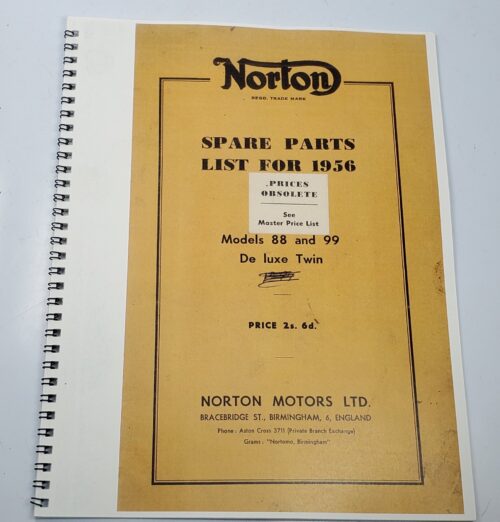 Norton
REGD. TRADE MARK
SPARE PARTS
LIST FOR 1956
PRICES
OBSOLETE
See
Master Price List
Models 88 and 99
De luxe Twin
PRICE 2s. 6d.
NORTON MOTORS LTD.
BRACEBRIDGE ST., BIRMINGHAM, 6, ENGLAND
Phone: Aston Cross 3711 (Private Branch Exchange)
Grams: "Nortomo, Birmingham"